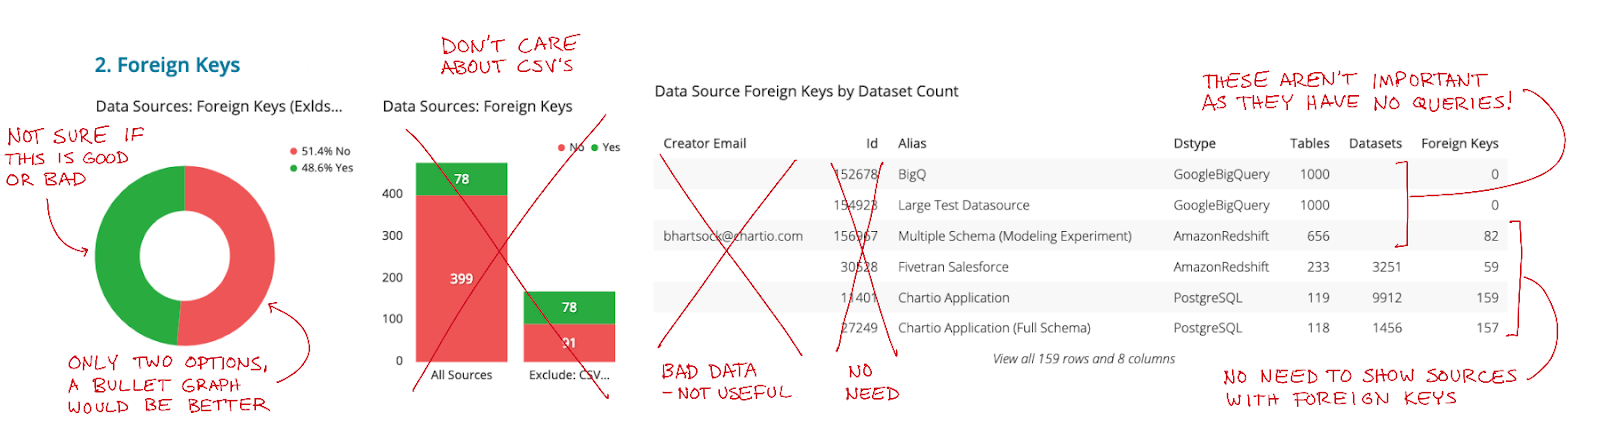 2. Foreign Keys
Data Sources: Foreign Keys (ExIds...
51.4% No
48.6% Yes
NOT SURE IF
THIS IS GOOD
OR BAD
ONLY TWO OPTIONS,
A BULLET GRAPH
WOULD BE BETTER
DON'T CARE
ABOUT CSV'S
Data Sources: Foreign Keys
No Yes
400
300
200
100
0
78
399
78
91
All Sources
Exclude: CSV...
Data Source Foreign Keys by Dataset Count
Creator Email Id Alias Dstype Tables Datasets Foreign Keys
152678 BigQ GoogleBigQuery 1000 0
154923 Large Test Datasource GoogleBigQuery 1000 0
bhartsock@chartio.com 156967 Multiple Schema (Modeling Experiment) AmazonRedshift 656 82
30528 Fivetran Salesforce AmazonRedshift 233 3251 59
11401 Chartio Application PostgreSQL 119 9912 159
27249 Chartio Application (Full Schema) PostgreSQL 118 1456 157
View all 159 rows and 8 columns
THESE AREN'T IMPORTANT
AS THEY HAVE NO QUERIES!
BAD DATA
- NOT USEFUL
NO
NEED
NO NEED TO SHOW SOURCES
WITH FOREIGN KEYS